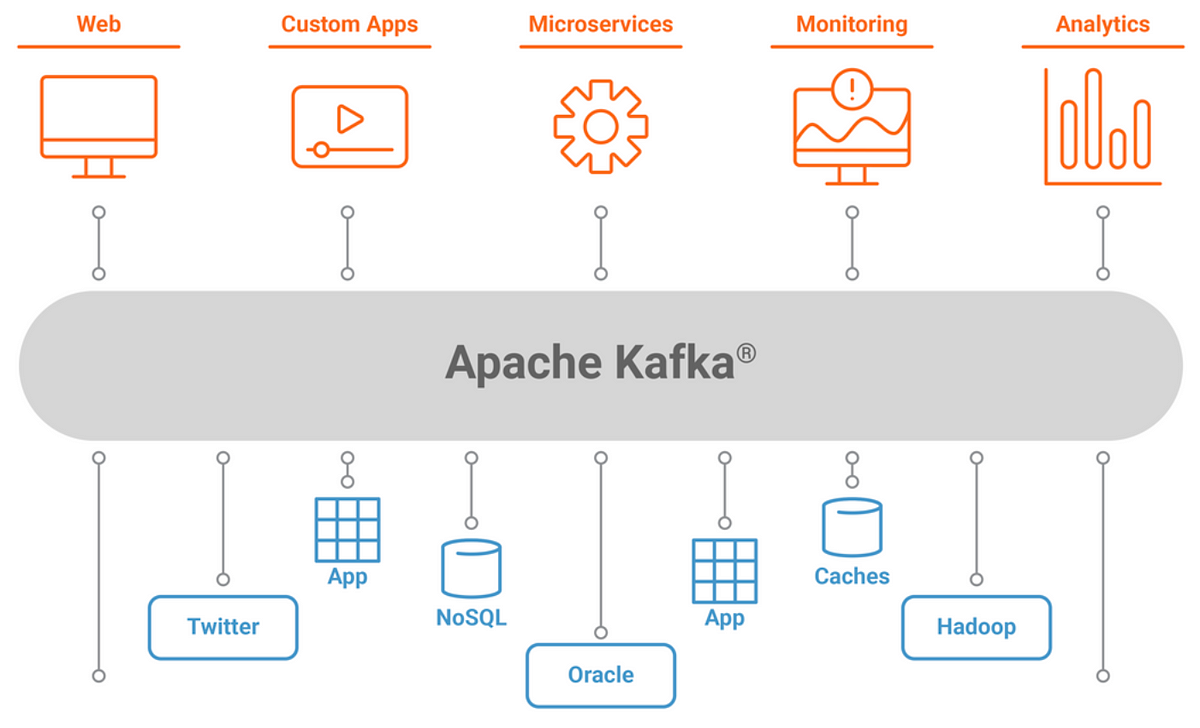 Web
Custom Apps
Microservices
Monitoring
Analytics
!
Apache Kafka®
App
Caches
NoSQL
App
Twitter
Hadoop
Oracle